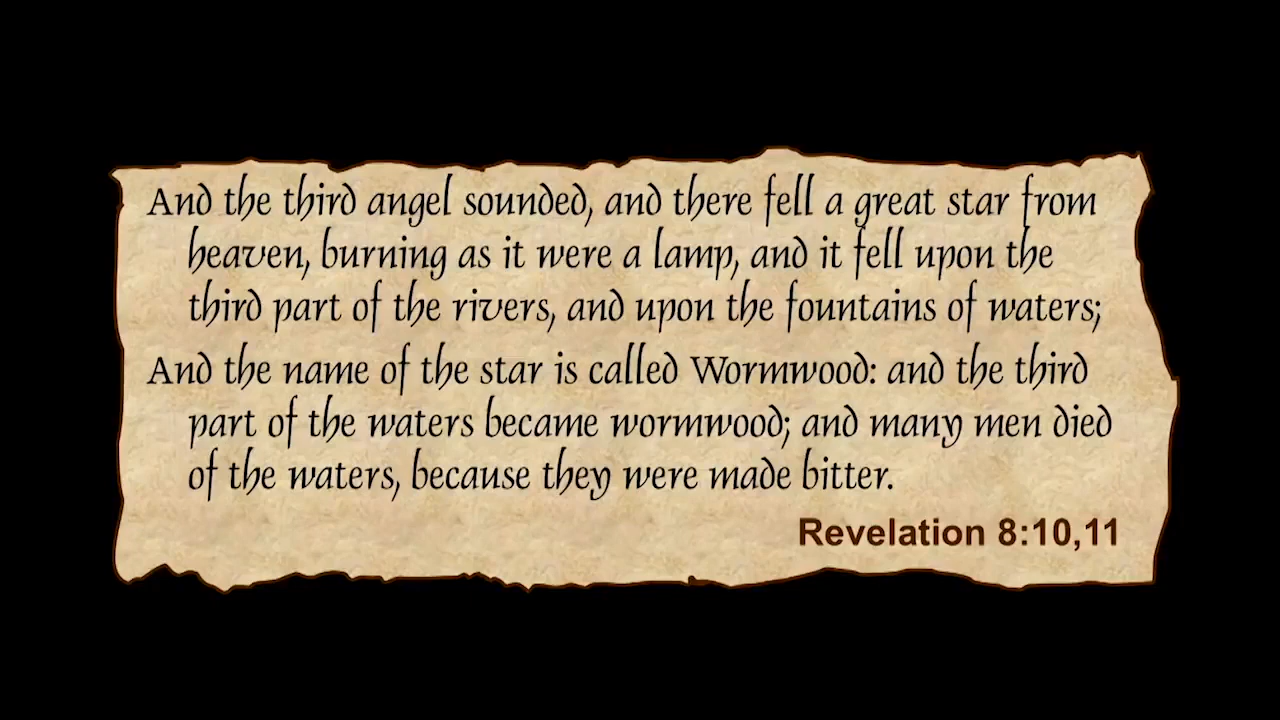 And the third angel sounded, and there fell a great star from
heaven, burning as it were a lamp, and it fell upon the
third part of the rivers, and upon the fountains of waters;
And the name of the star is called Wormwood: and the third
part of the waters became wormwood; and many men died
of the waters, because they were made bitter.
Revelation 8:10,11